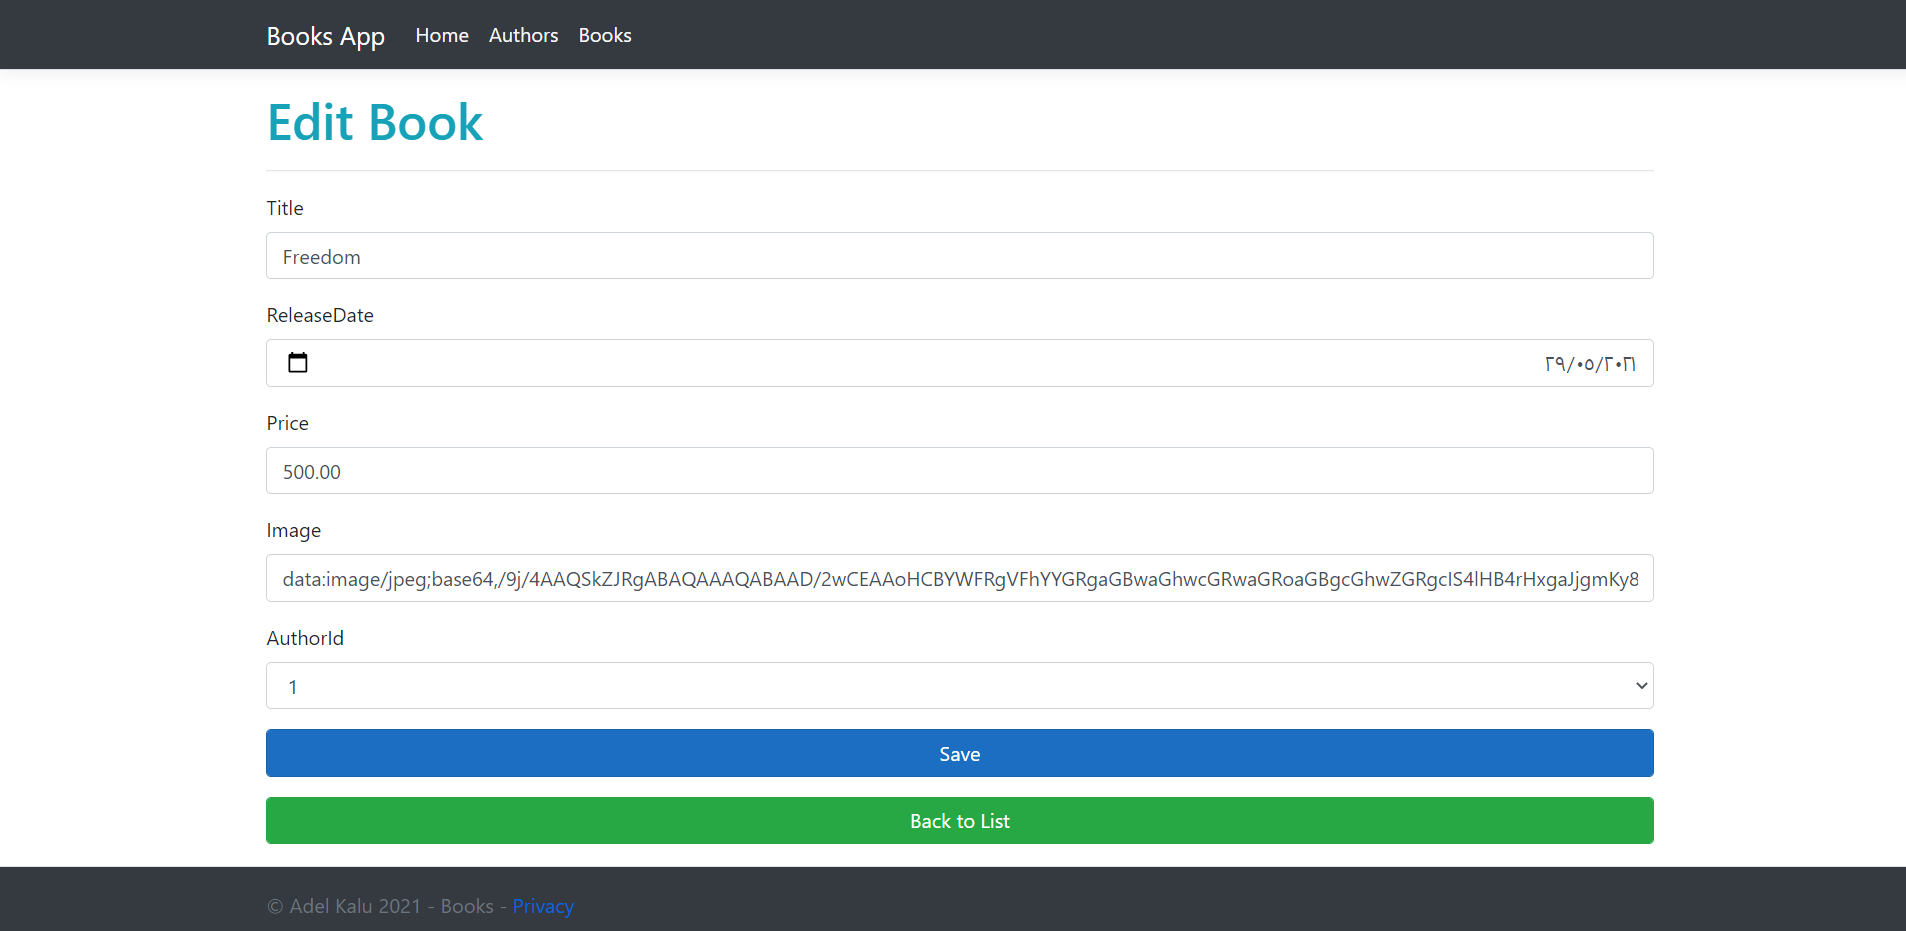 Books App Home Authors Books
Edit Book
Title
Freedom
ReleaseDate
٢٩/٠٥/٢٠٢١
Price
500.00
Image
data:image/jpeg;base64,/9j/4AAQSkZJRgABAQAAAQABAAD/2wCEAAoHCBYWFRgVFhYYGRgaGBwaGhwcGRwaGRoaGBgcGhwZGRgcIS4lHB4rHxgaJjgmKy8
AuthorId
1
Save
Back to List
© Adel Kalu 2021 - Books - Privacy